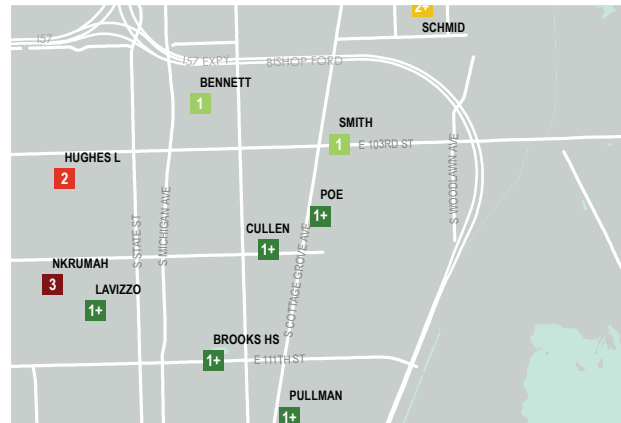 2+
SCHMID
I57
I57 EXPY
BISHOP FORD
BENNETT
1
SMITH
1
E 103RD ST
HUGHES L
2
S WOODLAWN AVE
POE
1+
S STATE ST
S MICHIGAN AVE
CULLEN
1+
S COTTAGE GROVE AVE
NKRUMAH
3
LAVIZZO
1+
BROOKS HS
1+
E 111TH ST
PULLMAN
1+